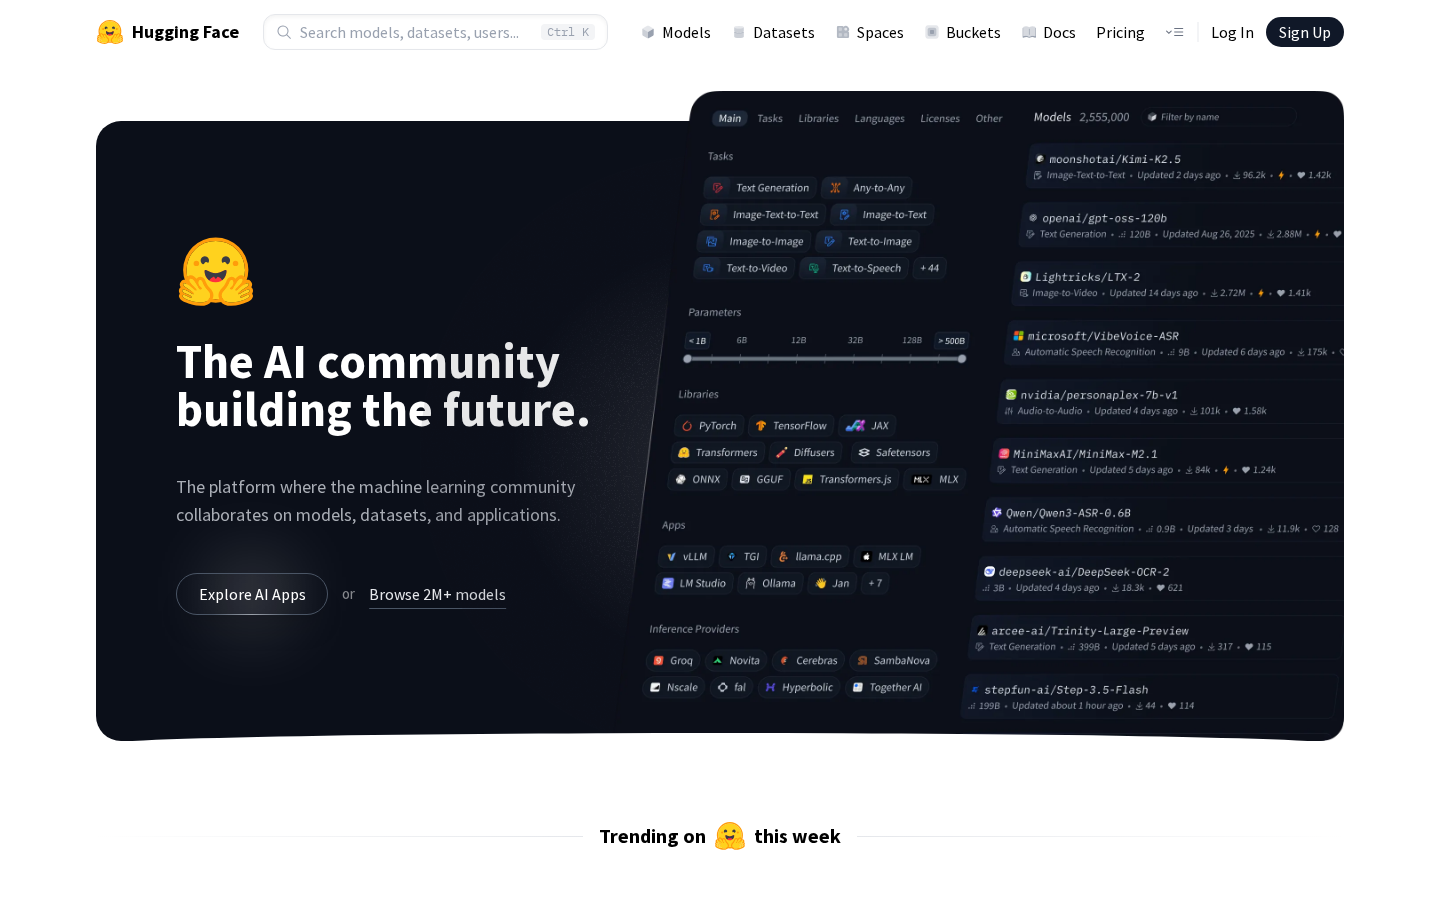 Hugging Face
Search models, datasets, users...
Ctrl K
Models
Datasets
Spaces
Buckets
Docs
Pricing
Log In
Sign Up
The AI community
building the future.
The platform where the machine learning community
collaborates on models, datasets, and applications.
Explore AI Apps or Browse 2M+ models
Main Tasks Libraries Languages Licenses Other
Tasks
Text Generation Any-to-Any
Image-Text-to-Text Image-to-Text
Image-to-Image Text-to-Image
Text-to-Video Text-to-Speech + 44
Parameters
< 1B 6B 12B 32B 128B > 500B
Libraries
PyTorch TensorFlow JAX
Transformers Diffusers Safetensors
ONNX GGUF Transformers.js MLX MLX
Apps
vLLM TGI llama.cpp MLX LM
LM Studio Ollama Jan + 7
Inference Providers
Groq Novita Cerebras SambaNova
Nscale fal Hyperbolic Together AI
Models 2,555,000 Filter by name
moonshotai/Kimi-K2.5
Image-Text-to-Text • Updated 2 days ago • 96.2k • 1.42k
openai/gpt-oss-120b
Text Generation • 120B • Updated Aug 26, 2025 • 2.88M •
Lightricks/LTX-2
Image-to-Video • Updated 14 days ago • 2.72M • 1.41k
microsoft/VibeVoice-ASR
Automatic Speech Recognition • 9B • Updated 6 days ago • 175k •
nvidia/personaplex-7b-v1
Audio-to-Audio • Updated 4 days ago • 101k • 1.58k
MiniMaxAI/MiniMax-M2.1
Text Generation • Updated 5 days ago • 84k • 1.24k
Qwen/Qwen3-ASR-0.6B
Automatic Speech Recognition • 0.9B • Updated 3 days • 11.9k • 128
deepseek-ai/DeepSeek-OCR-2
3B • Updated 4 days ago • 18.3k • 621
arcee-ai/Trinity-Large-Preview
Text Generation • 399B • Updated 5 days ago • 317 • 115
stepfun-ai/Step-3.5-Flash
199B • Updated about 1 hour ago • 44 • 114
Trending on this week